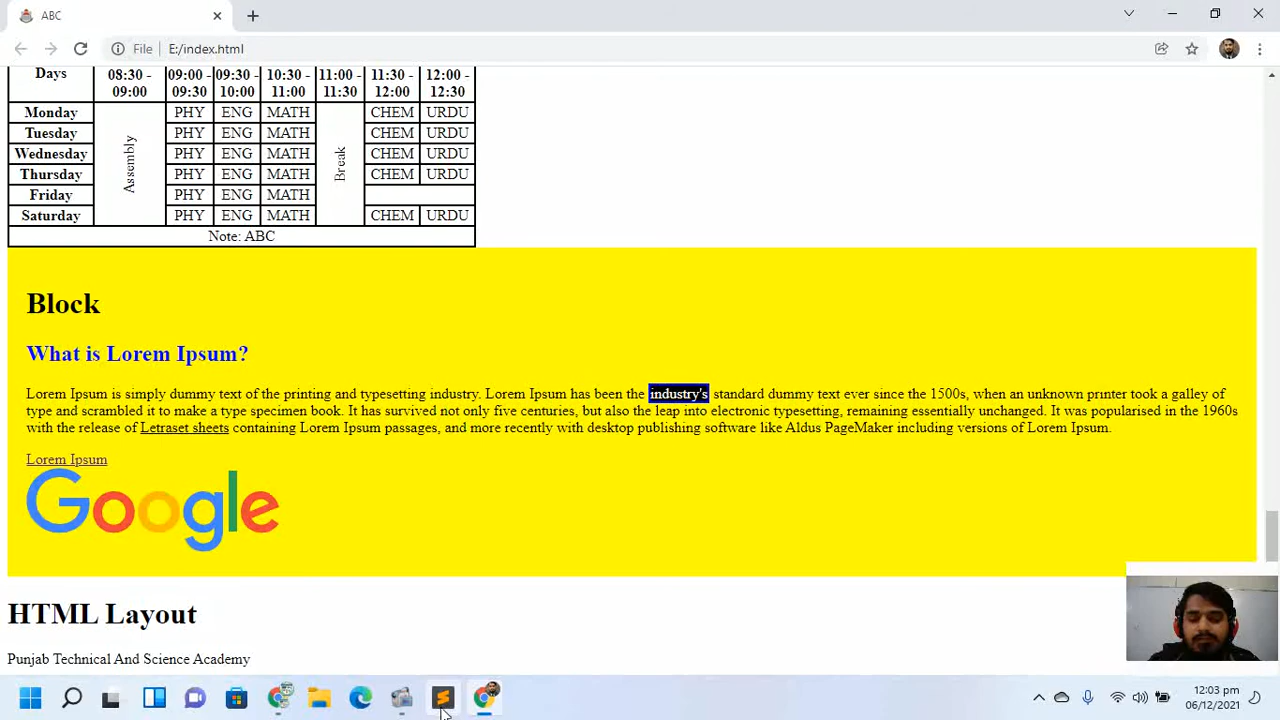 ABC
File E:/index.html
Days 08:30 - 09:00 - 09:30 - 10:30 - 11:00 - 11:30 - 12:00 -
09:00 09:30 10:00 11:00 11:30 12:00 12:30
Monday PHY ENG MATH CHEM URDU
Tuesday PHY ENG MATH CHEM URDU
Assembly
Break
Wednesday PHY ENG MATH CHEM URDU
Thursday PHY ENG MATH CHEM URDU
Friday PHY ENG MATH
Saturday PHY ENG MATH CHEM URDU
Note: ABC
Block
What is Lorem Ipsum?
Lorem Ipsum is simply dummy text of the printing and typesetting industry. Lorem Ipsum has been the industry's standard dummy text ever since the 1500s, when an unknown printer took a galley of
type and scrambled it to make a type specimen book. It has survived not only five centuries, but also the leap into electronic typesetting, remaining essentially unchanged. It was popularised in the 1960s
with the release of Letraset sheets containing Lorem Ipsum passages, and more recently with desktop publishing software like Aldus PageMaker including versions of Lorem Ipsum.
Lorem Ipsum
Google
HTML Layout
Punjab Technical And Science Academy
12:03 pm
06/12/2021